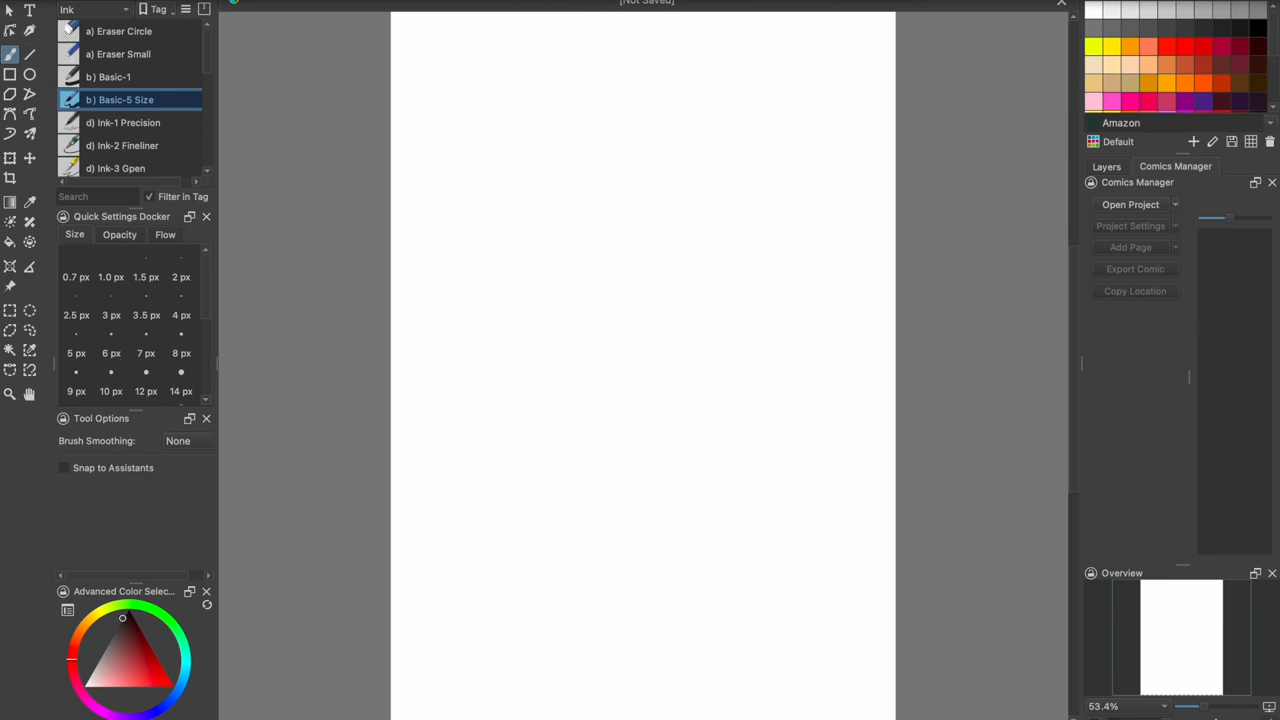 [Not Saved]
Ink
Tag
a) Eraser Circle
a) Eraser Small
b) Basic-1
b) Basic-5 Size
d) Ink-1 Precision
d) Ink-2 Fineliner
d) Ink-3 Gpen
Search
Filter in Tag
Quick Settings Docker
Size Opacity Flow
0.7 px 1.0 px 1.5 px 2 px
2.5 px 3 px 3.5 px 4 px
5 px 6 px 7 px 8 px
9 px 10 px 12 px 14 px
Tool Options
Brush Smoothing: None
Snap to Assistants
Advanced Color Selec...
Amazon
Default
Layers Comics Manager
Comics Manager
Open Project
Project Settings
Add Page
Export Comic
Copy Location
Overview
53.4%